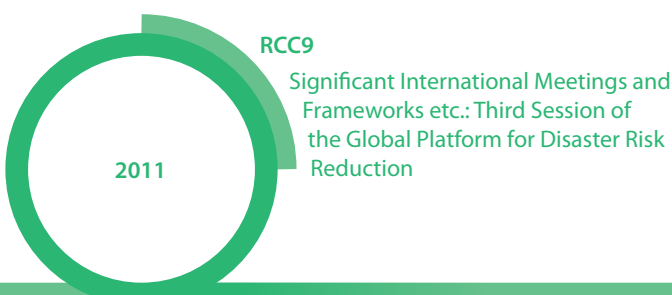 RCC9
Significant International Meetings and
Frameworks etc.: Third Session of
the Global Platform for Disaster Risk
Reduction
2011